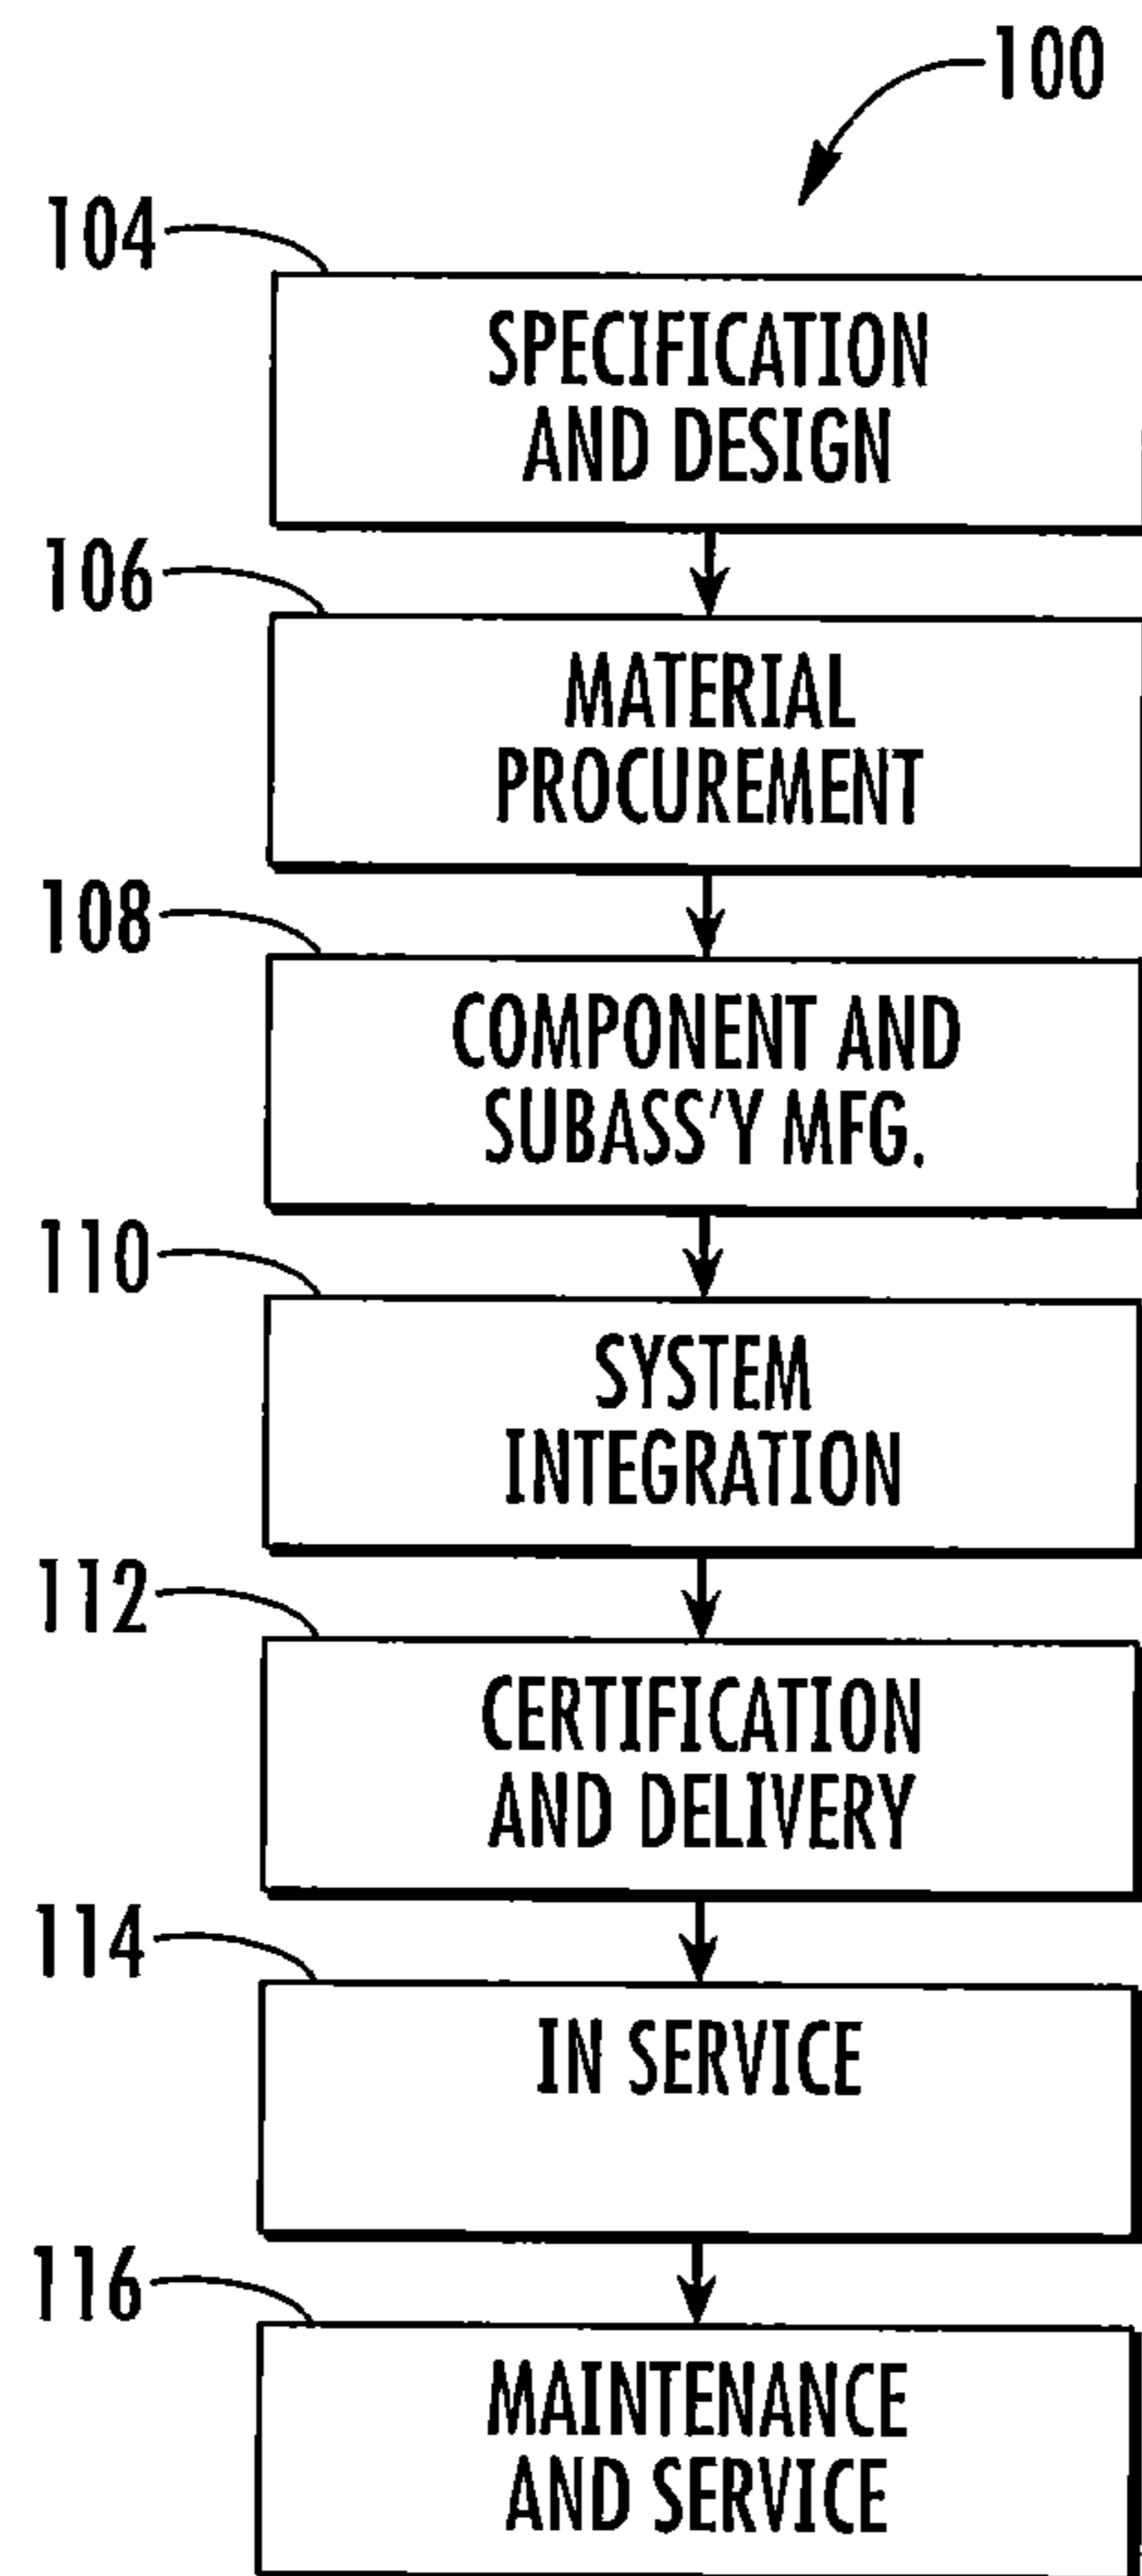 100
104
SPECIFICATION
AND DESIGN
106
MATERIAL
PROCUREMENT
108
COMPONENT AND
SUBASS'Y MFG.
110
SYSTEM
INTEGRATION
112
CERTIFICATION
AND DELIVERY
114
IN SERVICE
116
MAINTENANCE
AND SERVICE